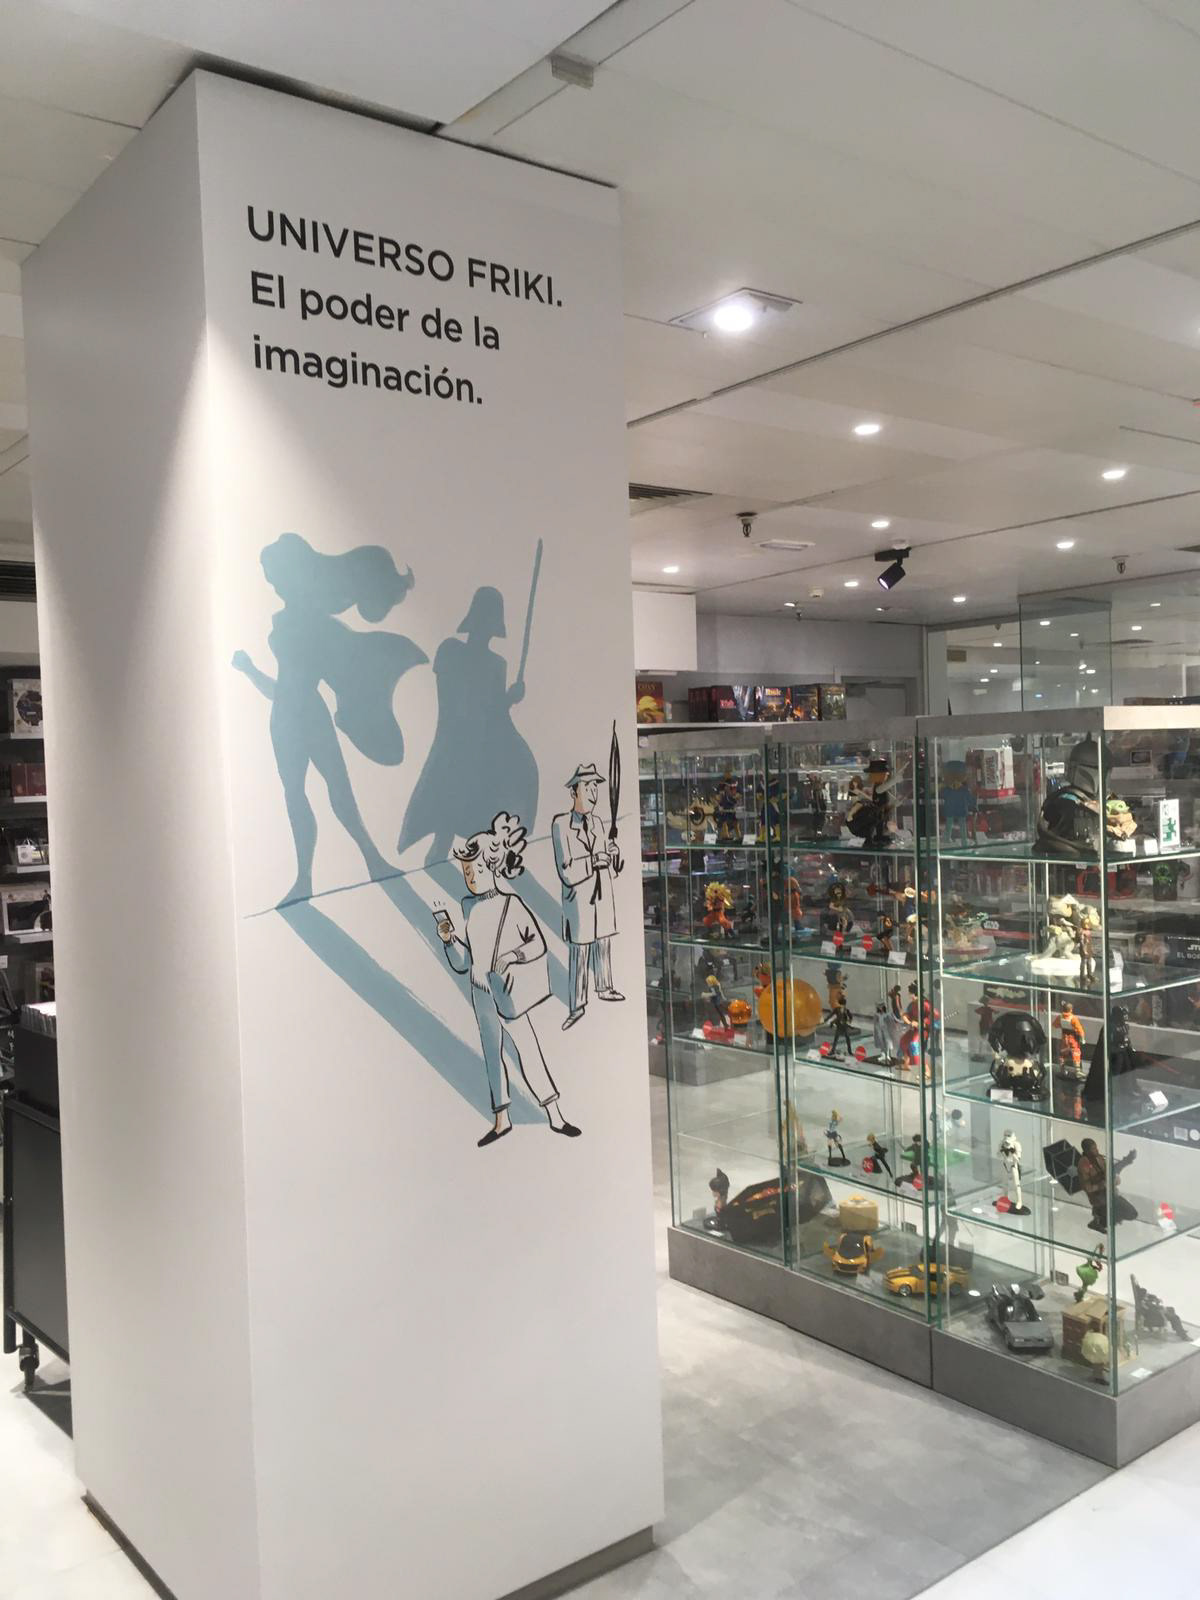 UNIVERSO FRIKI.
El poder de la
imaginación.